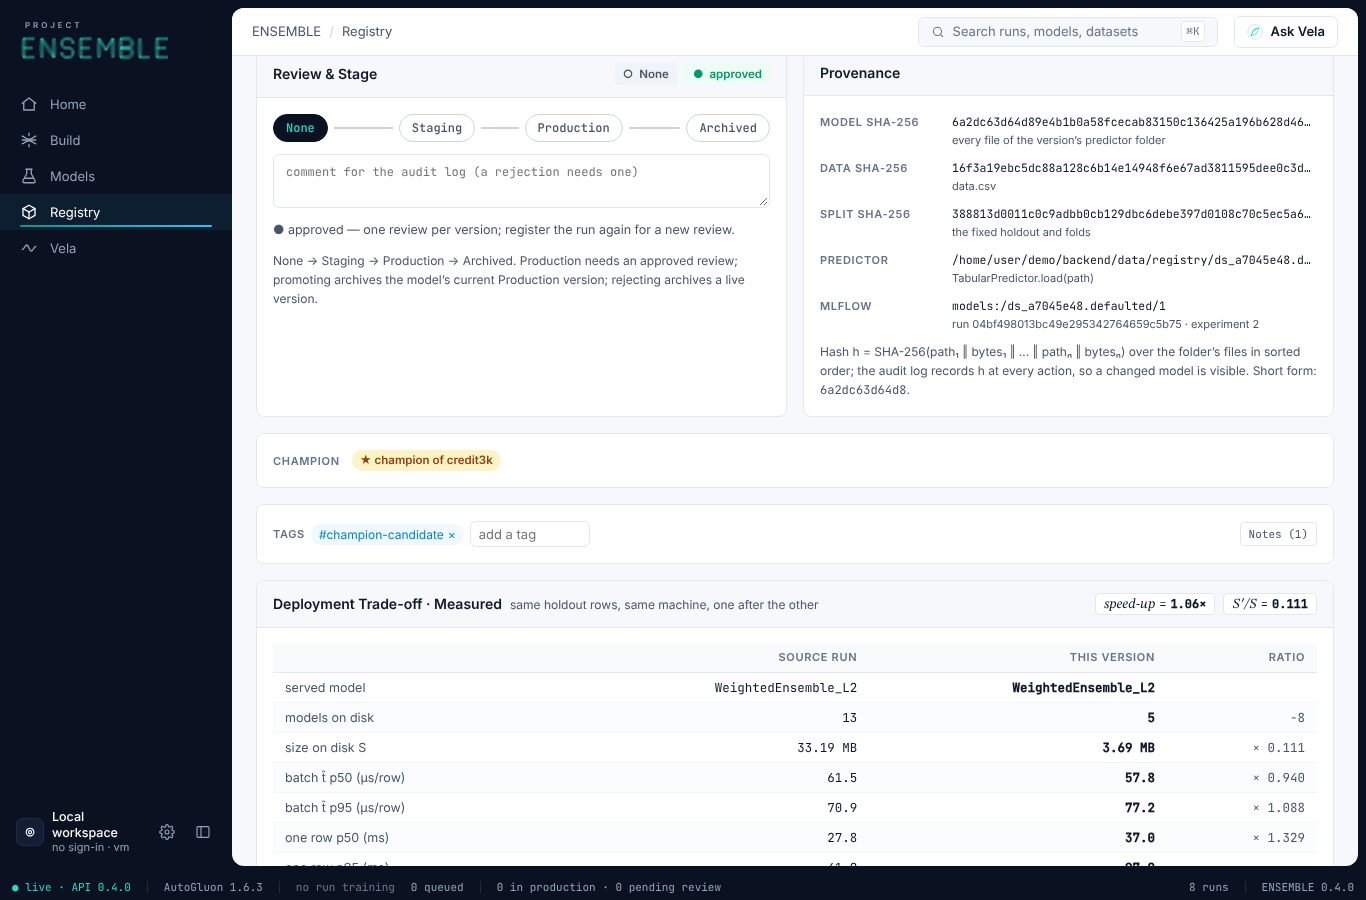 PROJECT
ENSEMBLE
Home
Build
Models
Registry
Vela
Local workspace
no sign-in · vm
ENSEMBLE / Registry
Search runs, models, datasets ⌘K
Ask Vela
Review & Stage
None
approved
None
Staging
Production
Archived
comment for the audit log (a rejection needs one)
approved — one review per version; register the run again for a new review.
None → Staging → Production → Archived. Production needs an approved review;
promoting archives the model's current Production version; rejecting archives a live
version.
Provenance
MODEL SHA-256 6a2dc63d64d89e4b1b0a58fcecab83150c136425a196b628d46…
every file of the version's predictor folder
DATA SHA-256 16f3a19ebc5dc88a128c6b14e14948f6e67ad3811595dee0c3d…
data.csv
SPLIT SHA-256 388813d0011c0c9adbb0cb129dbc6debe397d0108c70c5ec5a6…
the fixed holdout and folds
PREDICTOR /home/user/demo/backend/data/registry/ds_a7045e48.d…
TabularPredictor.load(path)
MLFLOW models:/ds_a7045e48.defaulted/1
run 04bf498013bc49e295342764659c5b75 · experiment 2
Hash h = SHA-256(path₁ ‖ bytes₁ ‖ … ‖ pathₙ ‖ bytesₙ) over the folder's files in sorted
order; the audit log records h at every action, so a changed model is visible. Short form:
6a2dc63d64d8.
CHAMPION ★ champion of credit3k
TAGS #champion-candidate × add a tag
Notes (1)
Deployment Trade-off · Measured same holdout rows, same machine, one after the other
speed-up = 1.06×
S′/S = 0.111
SOURCE RUN THIS VERSION RATIO
served model WeightedEnsemble_L2 WeightedEnsemble_L2
models on disk 13 5 -8
size on disk S 33.19 MB 3.69 MB × 0.111
batch t̂ p50 (µs/row) 61.5 57.8 × 0.940
batch t̂ p95 (µs/row) 70.9 77.2 × 1.088
one row p50 (ms) 27.8 37.0 × 1.329
● live · API 0.4.0 AutoGluon 1.6.3 no run training 0 queued 0 in production · 0 pending review 8 runs ENSEMBLE 0.4.0